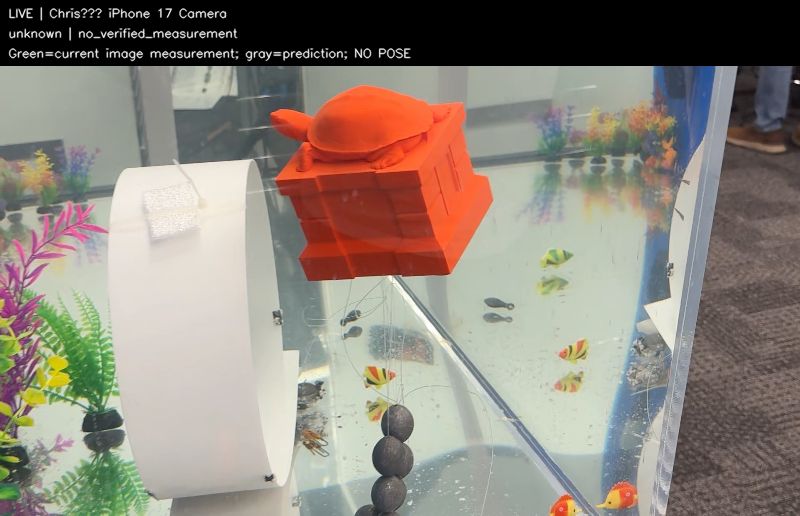 LIVE | Chris??? iPhone 17 Camera
unknown | no_verified_measurement
Green=current image measurement; gray=prediction; NO POSE